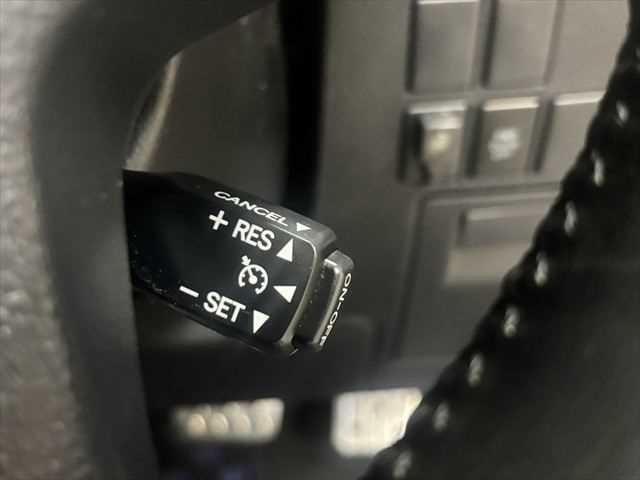 CANCEL ▼
+ RES ▲
◀
− SET ▼
ON-OFF